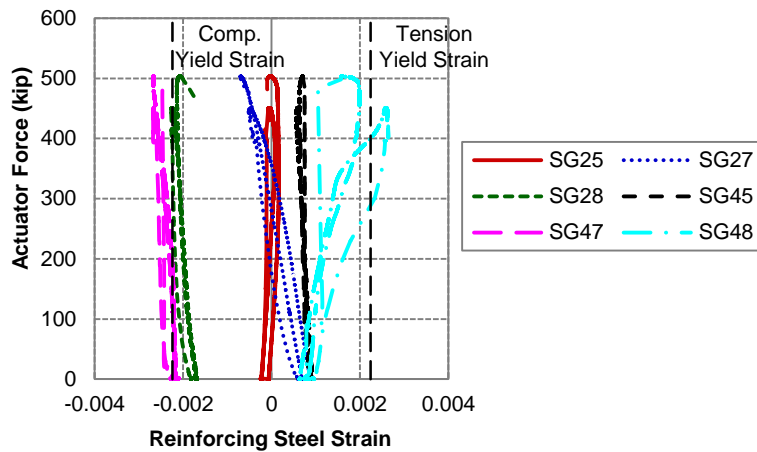 600
500
400
300
200
100
0
Actuator Force (kip)
Comp.
Yield Strain
Tension
Yield Strain
-0.004
-0.002
0
0.002
0.004
Reinforcing Steel Strain
SG25
SG27
SG28
SG45
SG47
SG48